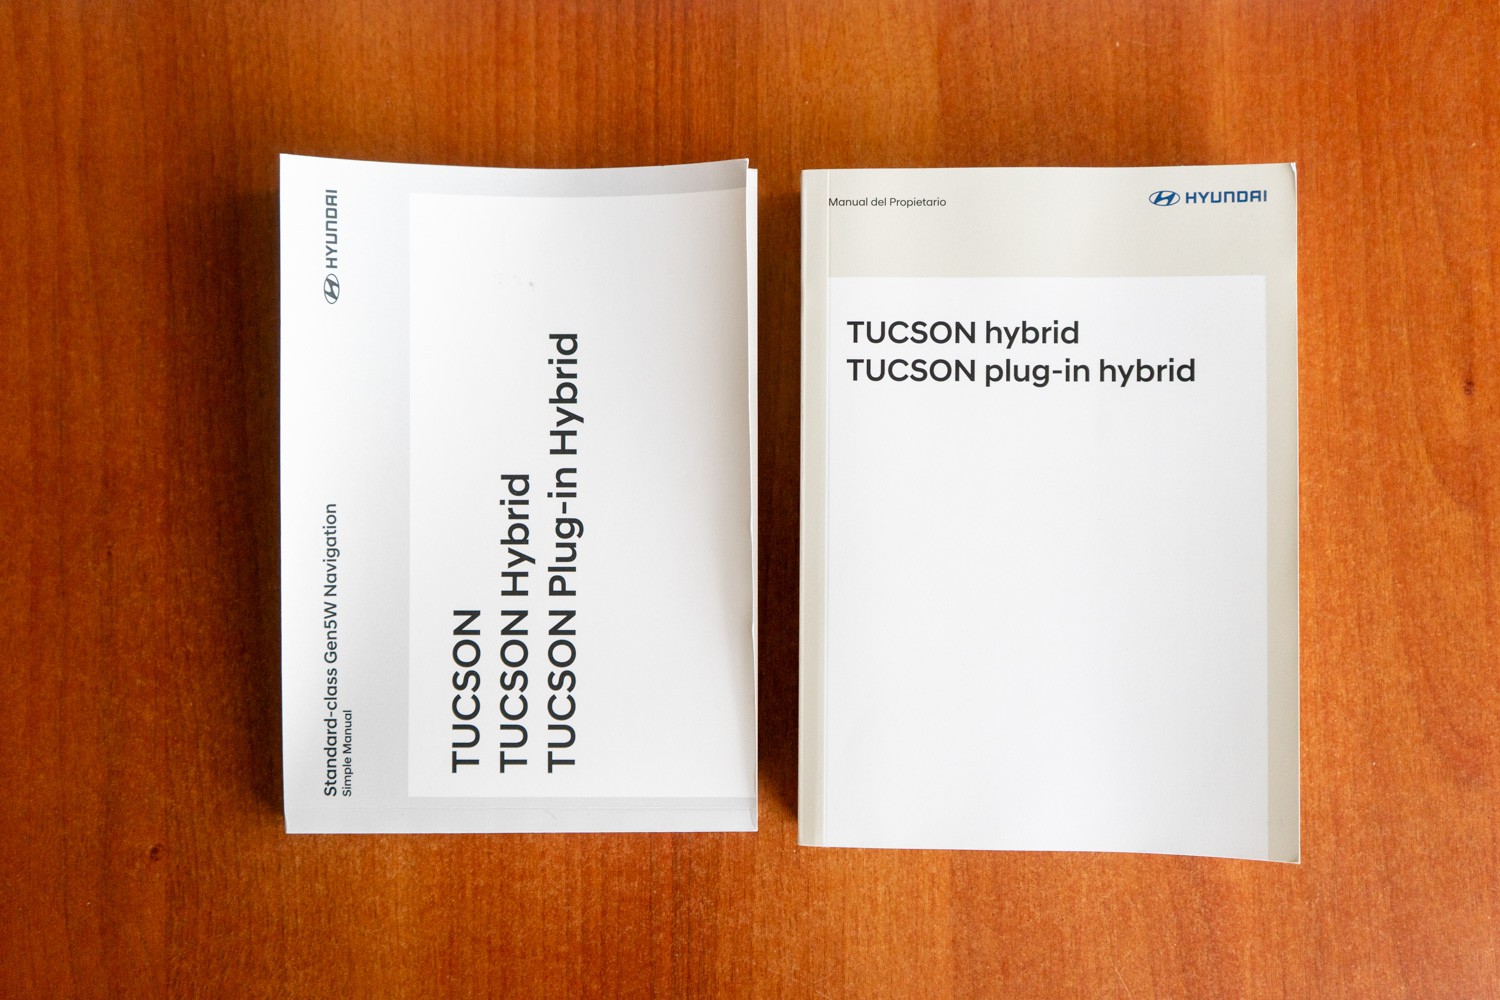 HYUNDAI
Standard-class Gen5W Navigation
Simple Manual
TUCSON
TUCSON Hybrid
TUCSON Plug-in Hybrid
Manual del Propietario
HYUNDAI
TUCSON hybrid
TUCSON plug-in hybrid